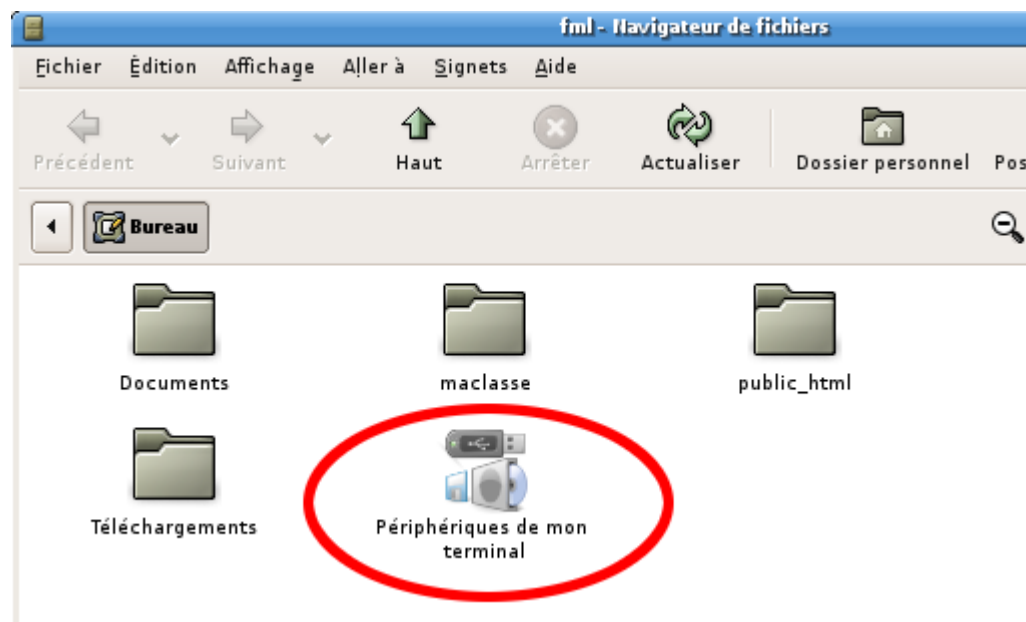 fml - Navigateur de fichiers
Fichier Édition Affichage Aller à Signets Aide
Précédent Suivant Haut Arrêter Actualiser Dossier personnel Pos
Bureau
Documents maclasse public_html
Téléchargements Périphériques de mon
terminal